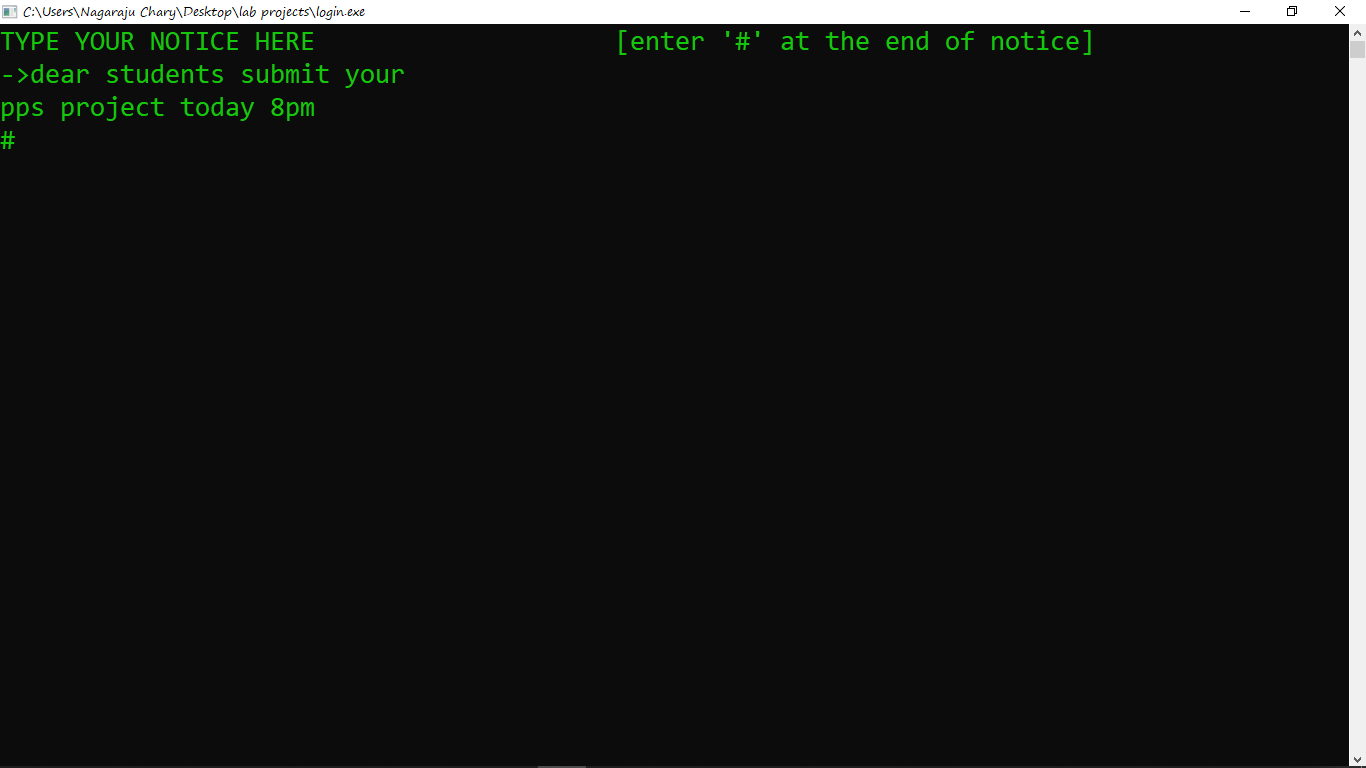 C:\Users\Nagaraju Chary\Desktop\lab projects\login.exe
TYPE YOUR NOTICE HERE [enter '#' at the end of notice]
->dear students submit your
pps project today 8pm
#